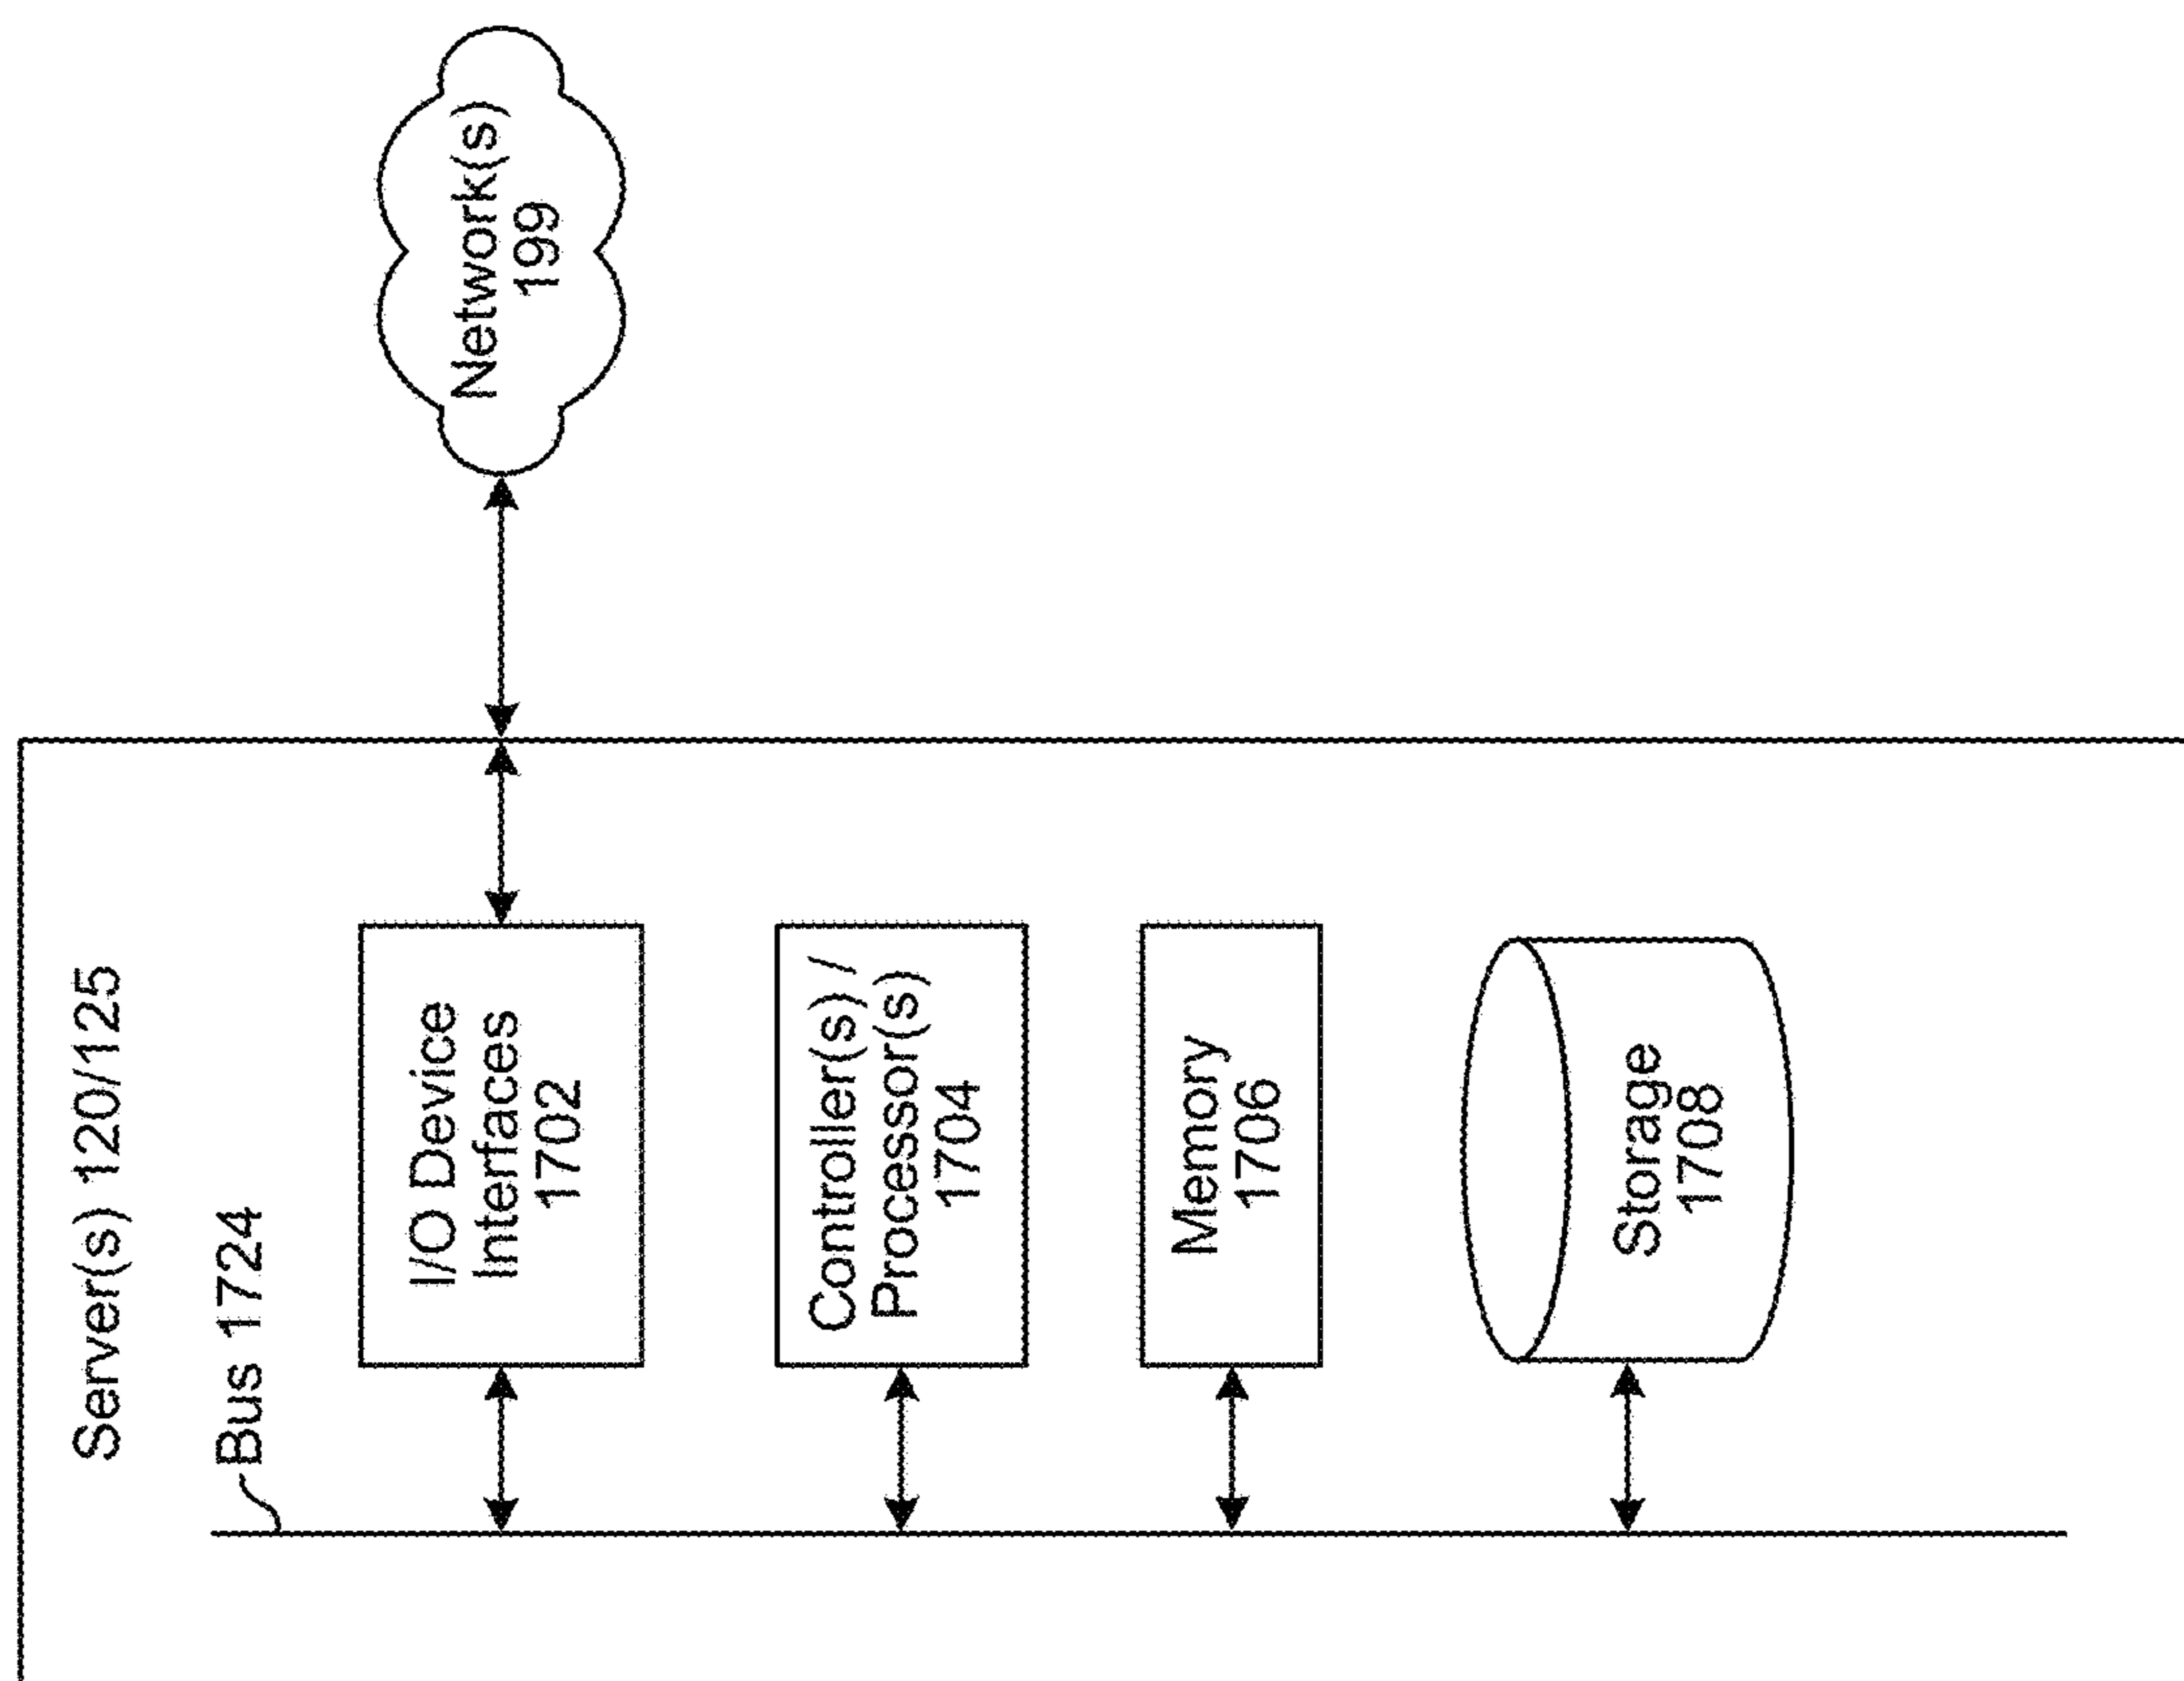 Server(s) 120/125
Bus 1724
I/O Device
Interfaces
1702
Network(s)
199
Controller(s) /
Processor(s)
1704
Memory
1706
Storage
1708